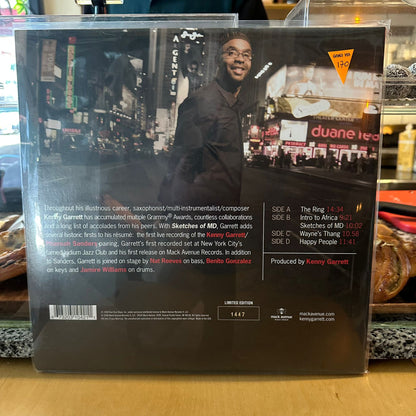 ARGENT
170
duane read
Throughout his illustrious career, saxophonist/multi-instrumentalist/composer
Kenny Garrett has accumulated multiple Grammy® Awards, countless collaborations
and a long list of accolades from his peers. With Sketches of MD, Garrett adds
several historic firsts to his résumé: the first live recording of the Kenny Garrett/
Pharoah Sanders pairing, Garrett's first recorded set at New York City's
famed Iridium Jazz Club and his first release on Mack Avenue Records. In addition
to Sanders, Garrett is joined on stage by Nat Reeves on bass, Benito Gonzalez
on keys and Jamire Williams on drums.
SIDE A The Ring 14:34
SIDE B Intro to Africa 9:21
Sketches of MD 10:02
SIDE C Wayne's Thang 10:58
SIDE D Happy People 11:41
Produced by Kenny Garrett
LIMITED EDITION
1447
mack avenue
mackavenue.com
kennygarrett.com